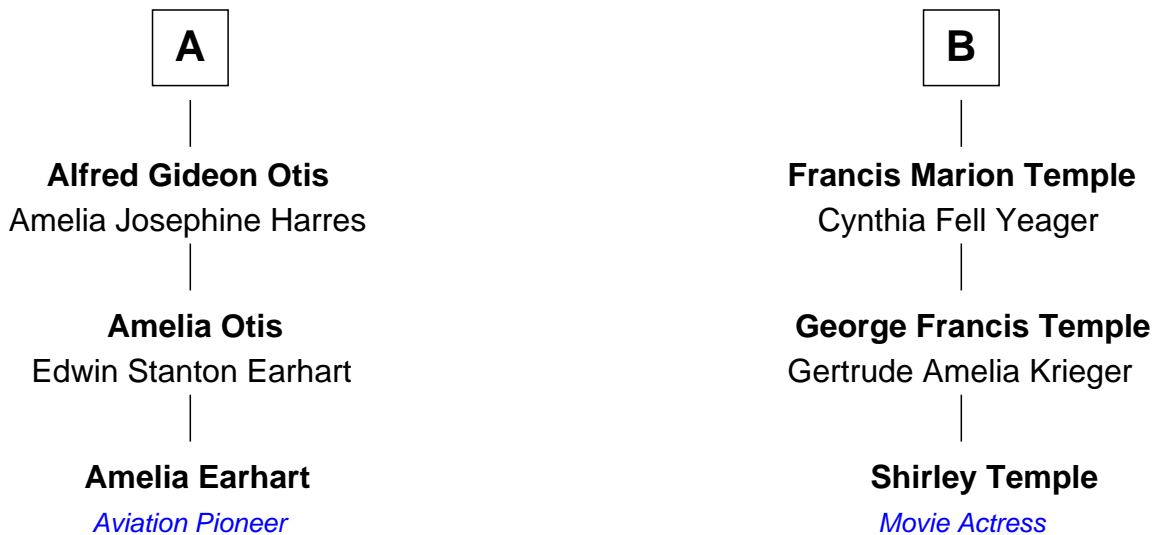 A
Alfred Gideon Otis
Amelia Josephine Harres
Amelia Otis
Edwin Stanton Earhart
Amelia Earhart
Aviation Pioneer
B
Francis Marion Temple
Cynthia Fell Yeager
George Francis Temple
Gertrude Amelia Krieger
Shirley Temple
Movie Actress